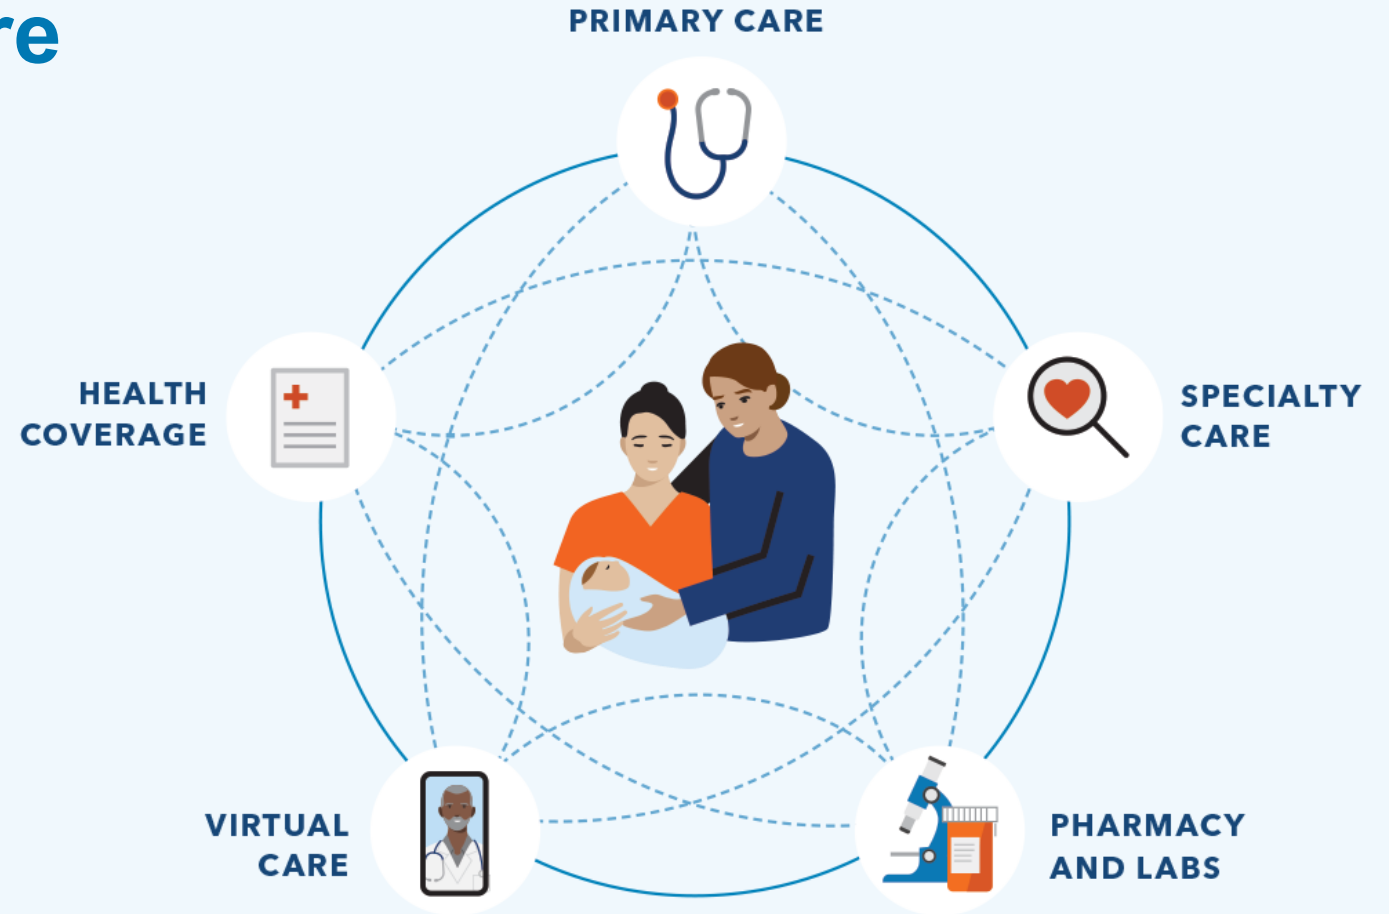 re
PRIMARY CARE
HEALTH
COVERAGE
SPECIALTY
CARE
VIRTUAL
CARE
PHARMACY
AND LABS